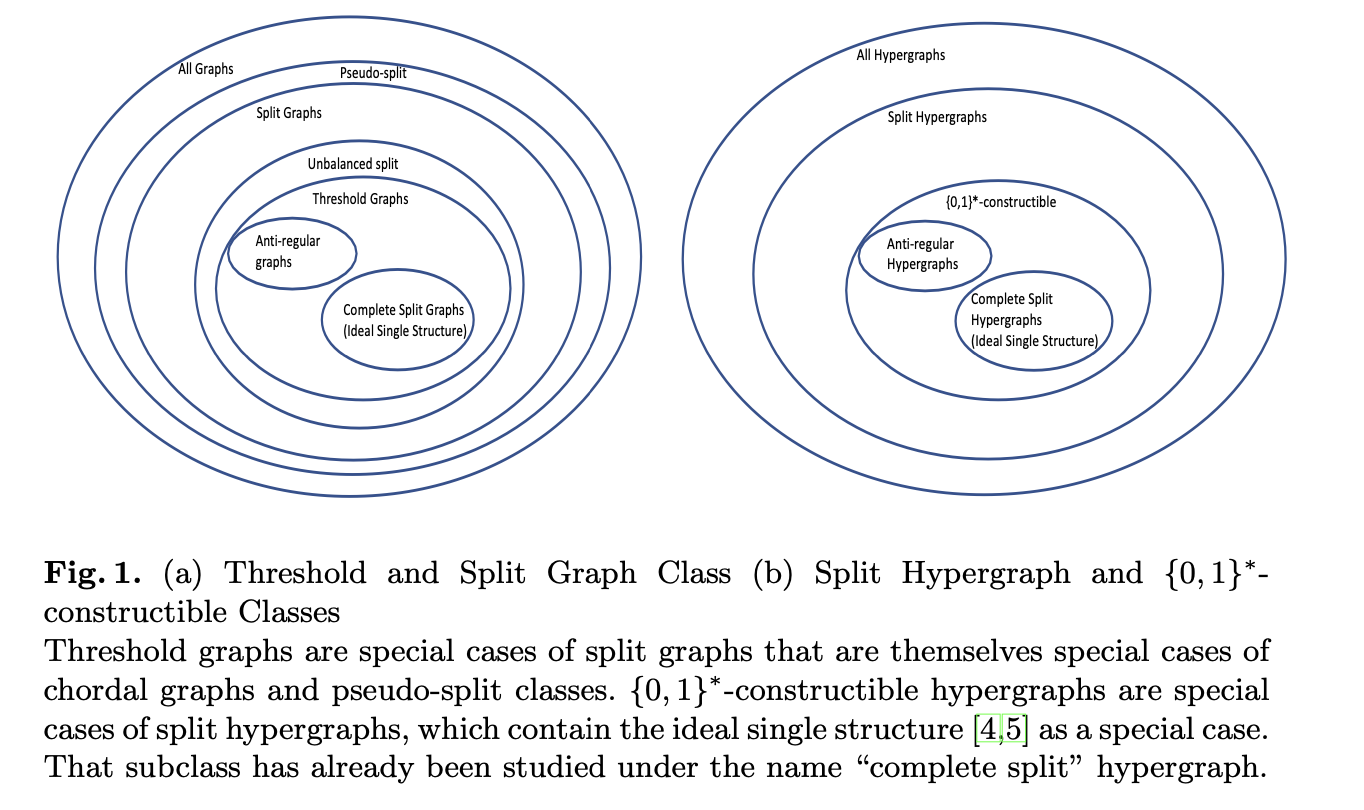 All Graphs
Pseudo-split
Split Graphs
Unbalanced split
Threshold Graphs
Anti-regular
graphs
Complete Split Graphs
(Ideal Single Structure)
All Hypergraphs
Split Hypergraphs
{0,1}*-constructible
Anti-regular
Hypergraphs
Complete Split
Hypergraphs
(Ideal Single Structure)
Fig. 1. (a) Threshold and Split Graph Class (b) Split Hypergraph and {0, 1}*-
constructible Classes
Threshold graphs are special cases of split graphs that are themselves special cases of
chordal graphs and pseudo-split classes. {0, 1}*-constructible hypergraphs are special
cases of split hypergraphs, which contain the ideal single structure [4,5] as a special case.
That subclass has already been studied under the name “complete split” hypergraph.